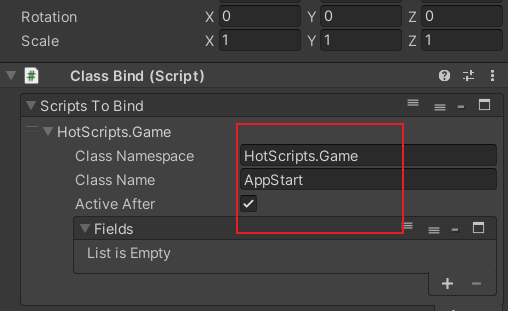 Rotation X 0 Y 0 Z 0
Scale X 1 Y 1 Z 1
# Class Bind (Script)
Scripts To Bind
HotScripts.Game
Class Namespace HotScripts.Game
Class Name AppStart
Active After
Fields
List is Empty